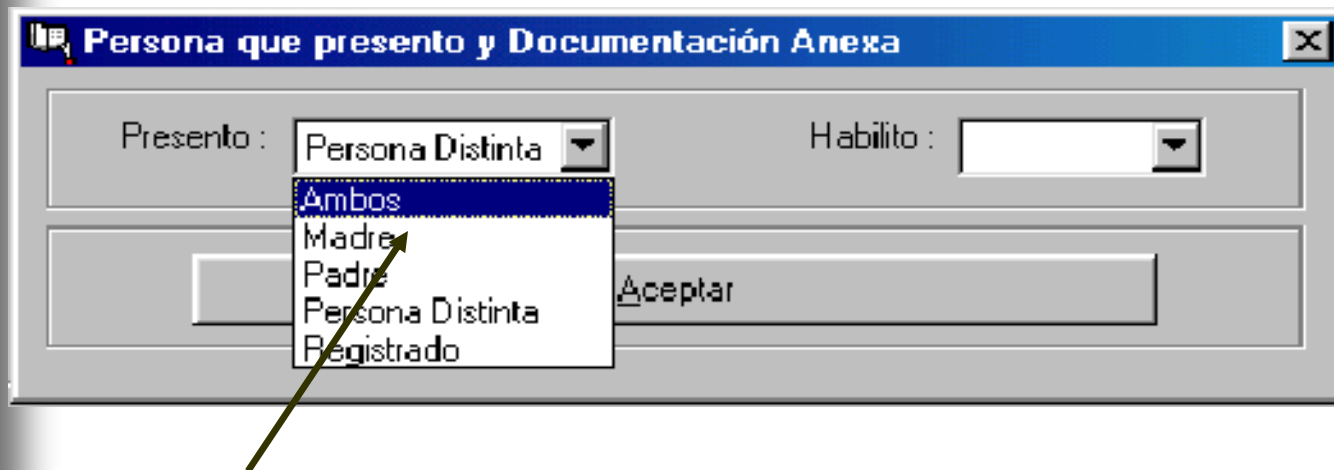 Persona que presento y Documentación Anexa
Presento :
Persona Distinta
Habilito :
Ambos
Madre
Padre
Persona Distinta
Registrado
Aceptar